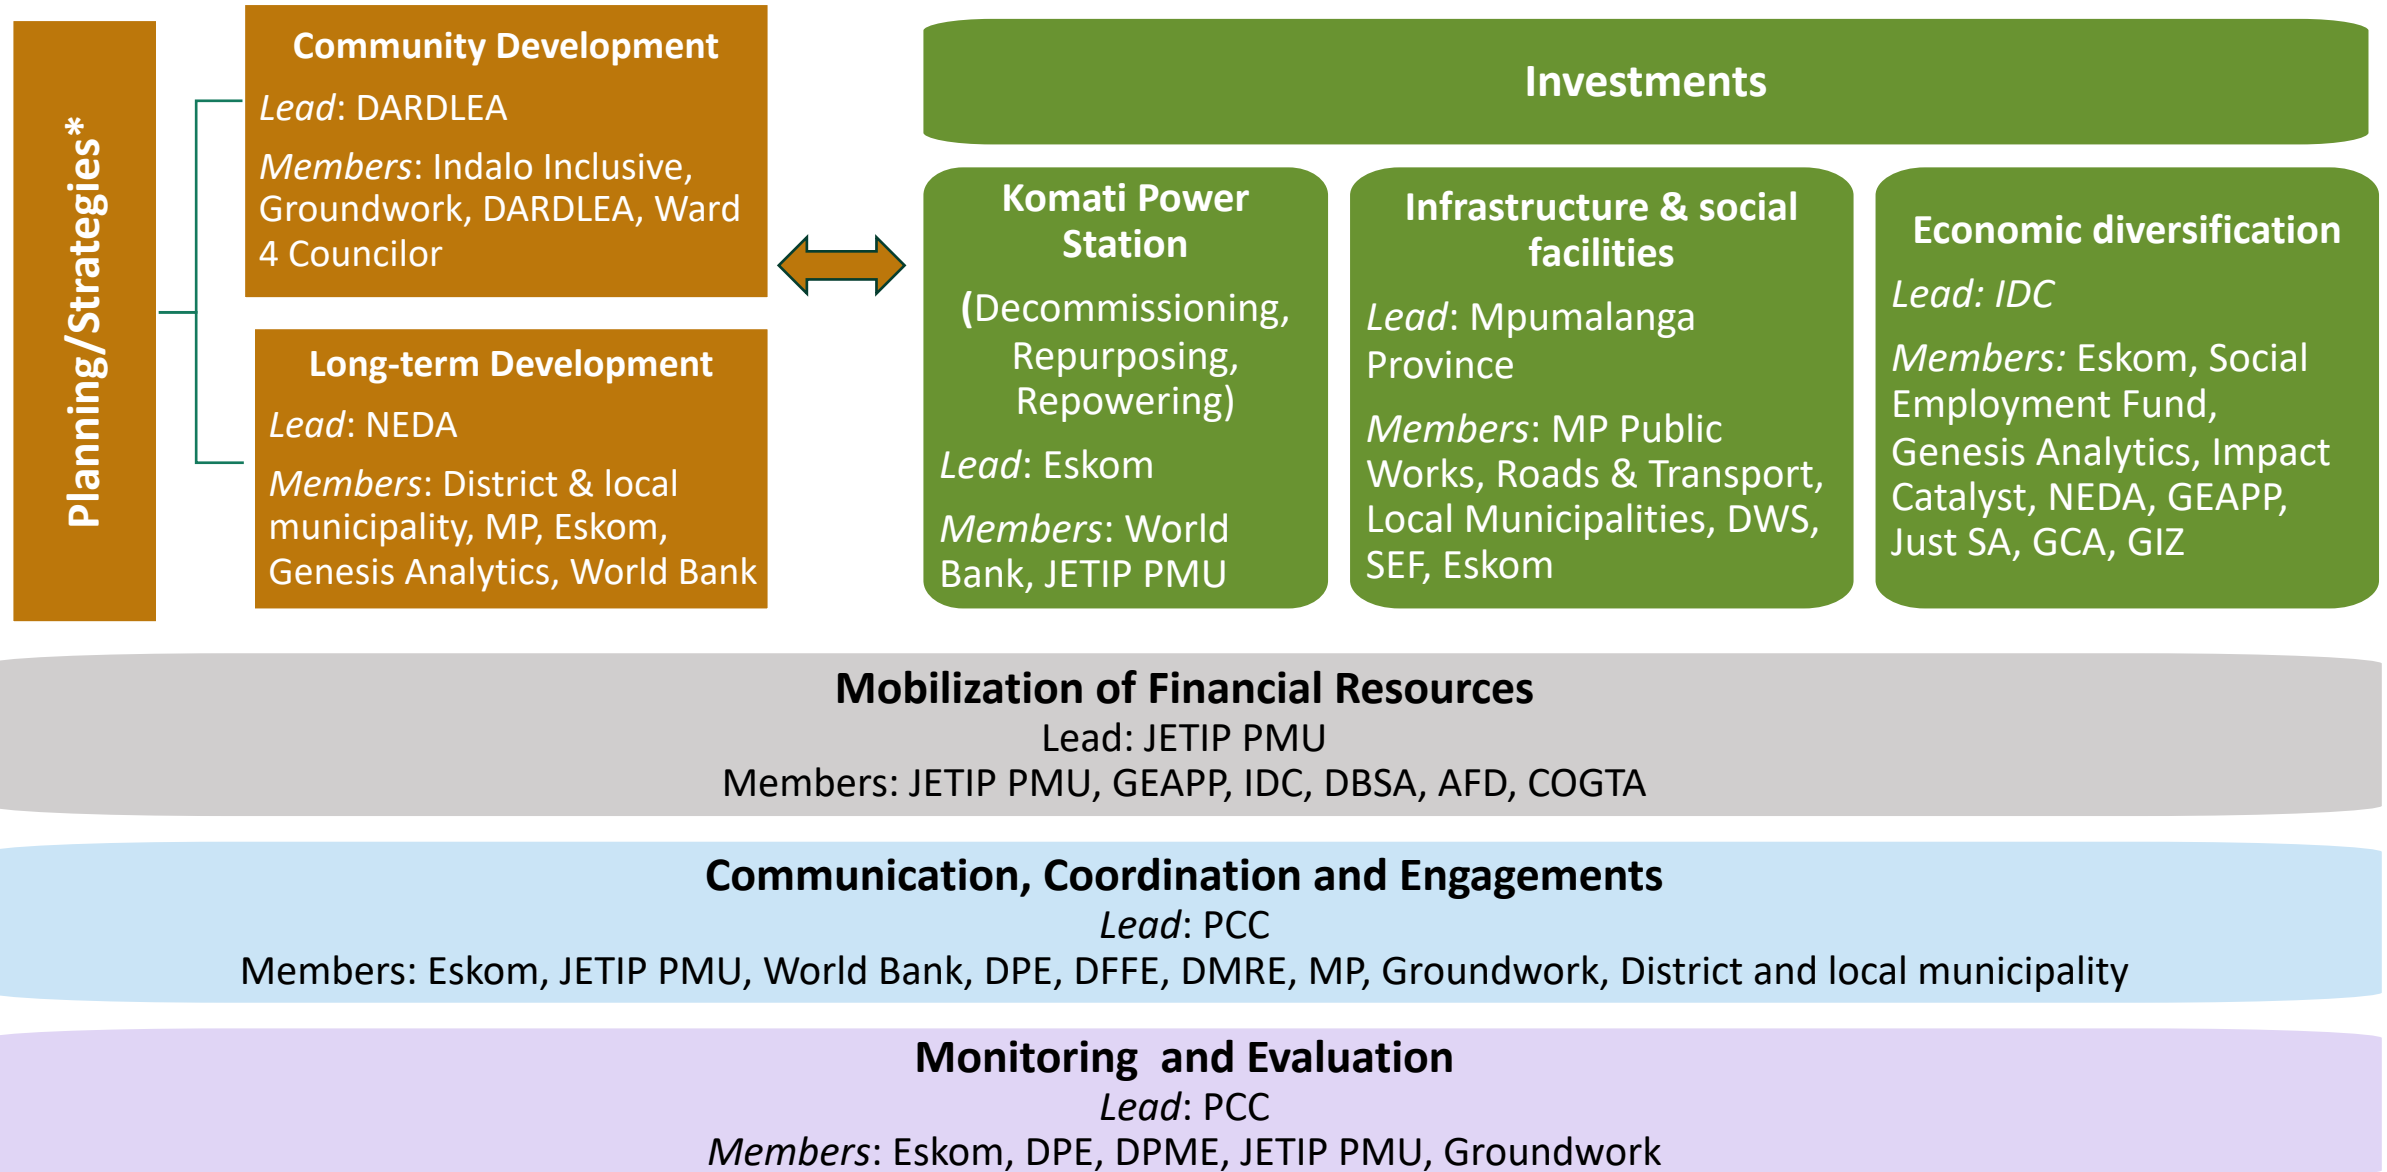 Planning/Strategies*
Community Development
Lead: DARDLEA
Members: Indalo Inclusive,
Groundwork, DARDLEA, Ward
4 Councilor
Long-term Development
Lead: NEDA
Members: District & local
municipality, MP, Eskom,
Genesis Analytics, World Bank
Investments
Komati Power
Station
(Decommissioning,
Repurposing,
Repowering)
Lead: Eskom
Members: World
Bank, JETIP PMU
Infrastructure & social
facilities
Lead: Mpumalanga
Province
Members: MP Public
Works, Roads & Transport,
Local Municipalities, DWS,
SEF, Eskom
Economic diversification
Lead: IDC
Members: Eskom, Social
Employment Fund,
Genesis Analytics, Impact
Catalyst, NEDA, GEAPP,
Just SA, GCA, GIZ
Mobilization of Financial Resources
Lead: JETIP PMU
Members: JETIP PMU, GEAPP, IDC, DBSA, AFD, COGTA
Communication, Coordination and Engagements
Lead: PCC
Members: Eskom, JETIP PMU, World Bank, DPE, DFFE, DMRE, MP, Groundwork, District and local municipality
Monitoring  and Evaluation
Lead: PCC
Members: Eskom, DPE, DPME, JETIP PMU, Groundwork